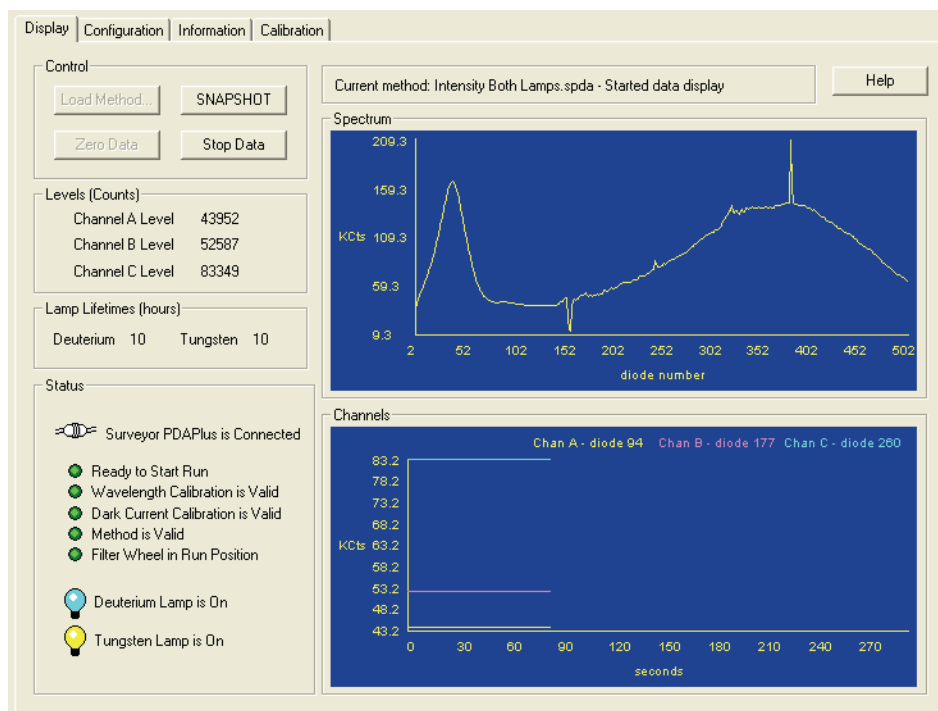 Display Configuration Information Calibration
Control
Load Method... SNAPSHOT
Zero Data Stop Data
Levels (Counts)
Channel A Level 43952
Channel B Level 52587
Channel C Level 83349
Lamp Lifetimes (hours)
Deuterium 10 Tungsten 10
Status
Surveyor PDAPlus is Connected
Ready to Start Run
Wavelength Calibration is Valid
Dark Current Calibration is Valid
Method is Valid
Filter Wheel in Run Position
Deuterium Lamp is On
Tungsten Lamp is On
Current method: Intensity Both Lamps.spda - Started data display
Help
Spectrum
209.3
159.3
KCts 109.3
59.3
9.3
2 52 102 152 202 252 302 352 402 452 502
diode number
Channels
Chan A - diode 94 Chan B - diode 177 Chan C - diode 260
83.2
78.2
73.2
68.2
KCts 63.2
58.2
53.2
48.2
43.2
0 30 60 90 120 150 180 210 240 270
seconds